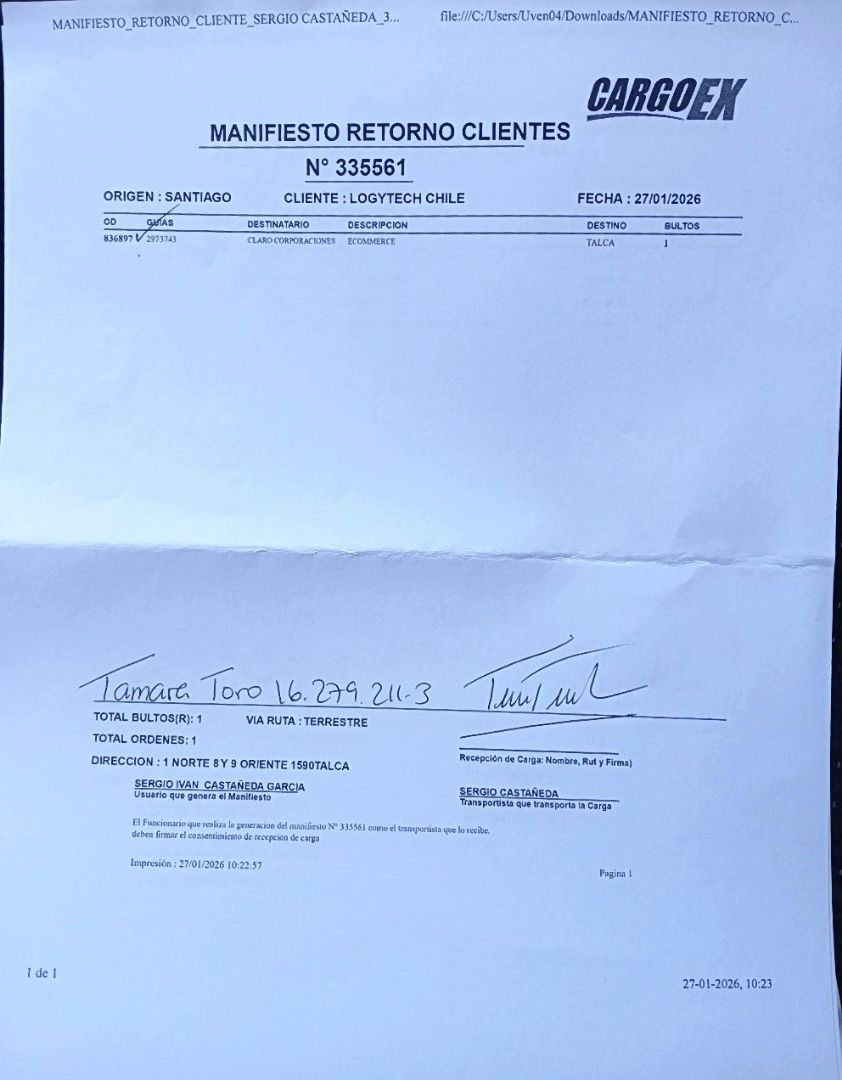 MANIFIESTO_RETORNO_CLIENTE_SERGIO CASTAÑEDA_3... file:///C:/Users/Uven04/Downloads/MANIFIESTO_RETORNO_C...
CARGOEX
MANIFIESTO RETORNO CLIENTES
N° 335561
ORIGEN : SANTIAGO CLIENTE : LOGYTECH CHILE FECHA : 27/01/2026
OD GUIAS DESTINATARIO DESCRIPCION DESTINO BULTOS
836897 2973743 CLARO CORPORACIONES ECOMMERCE TALCA 1
Tamara Toro 16.279.211-3
TOTAL BULTOS(R): 1 VIA RUTA : TERRESTRE
TOTAL ORDENES: 1
DIRECCION : 1 NORTE 8 Y 9 ORIENTE 1590TALCA Recepción de Carga: Nombre, Rut y Firma)
SERGIO IVAN CASTAÑEDA GARCIA SERGIO CASTAÑEDA
Usuario que genera el Manifiesto Transportista que transporta la Carga
El Funcionario que realiza la generacion del manifiesto N° 335561 como el transportista que lo recibe,
deben firmar el consentimiento de recepcion de carga
Impresión : 27/01/2026 10:22:57 Pagina 1
1 de 1 27-01-2026, 10:23